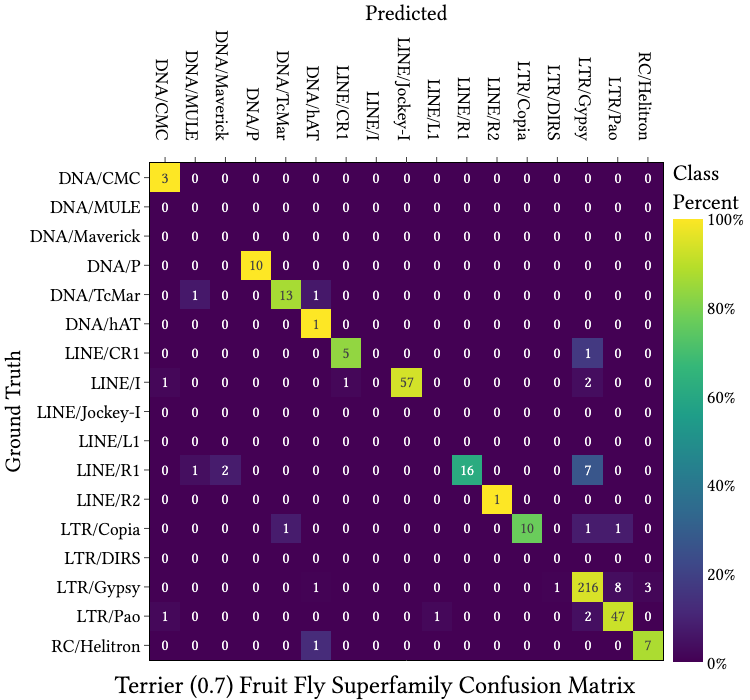 Predicted
DNA/CMC DNA/MULE DNA/Maverick DNA/P DNA/TcMar DNA/hAT LINE/CR1 LINE/I LINE/Jockey-I LINE/L1 LINE/R1 LINE/R2 LTR/Copia LTR/DIRS LTR/Gypsy LTR/Pao RC/Helitron
Ground Truth
DNA/CMC 3 0 0 0 0 0 0 0 0 0 0 0 0 0 0 0 0
DNA/MULE 0 0 0 0 0 0 0 0 0 0 0 0 0 0 0 0 0
DNA/Maverick 0 0 0 0 0 0 0 0 0 0 0 0 0 0 0 0 0
DNA/P 0 0 0 10 0 0 0 0 0 0 0 0 0 0 0 0 0
DNA/TcMar 0 1 0 0 13 1 0 0 0 0 0 0 0 0 0 0 0
DNA/hAT 0 0 0 0 0 1 0 0 0 0 0 0 0 0 0 0 0
LINE/CR1 0 0 0 0 0 0 5 0 0 0 0 0 0 0 1 0 0
LINE/I 1 0 0 0 0 0 1 0 57 0 0 0 0 0 2 0 0
LINE/Jockey-I 0 0 0 0 0 0 0 0 0 0 0 0 0 0 0 0 0
LINE/L1 0 0 0 0 0 0 0 0 0 0 0 0 0 0 0 0 0
LINE/R1 0 1 2 0 0 0 0 0 0 0 16 0 0 0 7 0 0
LINE/R2 0 0 0 0 0 0 0 0 0 0 0 1 0 0 0 0 0
LTR/Copia 0 0 0 0 1 0 0 0 0 0 0 0 10 0 1 1 0
LTR/DIRS 0 0 0 0 0 0 0 0 0 0 0 0 0 0 0 0 0
LTR/Gypsy 0 0 0 0 0 1 0 0 0 0 0 0 0 1 216 8 3
LTR/Pao 1 0 0 0 0 0 0 0 0 1 0 0 0 0 2 47 0
RC/Helitron 0 0 0 0 0 1 0 0 0 0 0 0 0 0 0 0 7
Class
Percent
100%
80%
60%
40%
20%
0%
Terrier (0.7) Fruit Fly Superfamily Confusion Matrix